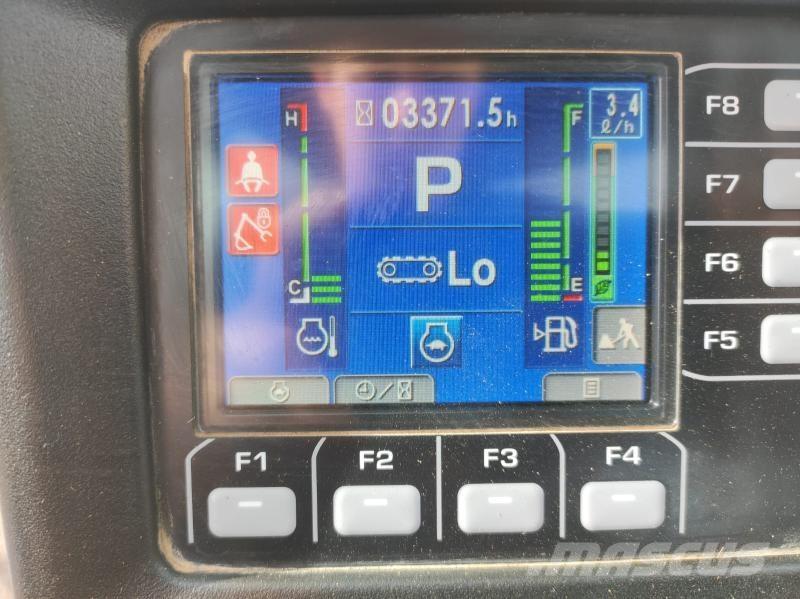 H 03371.5h F 3.4
ℓ/h
P
Lo
C E
F1 F2 F3 F4
F8
F7
F6
F5
MASCUS